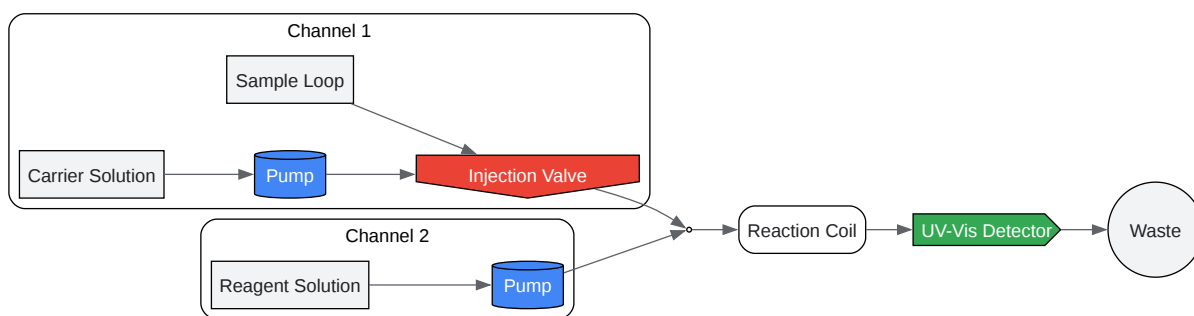 Channel 1
Sample Loop
Carrier Solution
Pump
Injection Valve
Channel 2
Reagent Solution
Pump
Reaction Coil
UV-Vis Detector
Waste